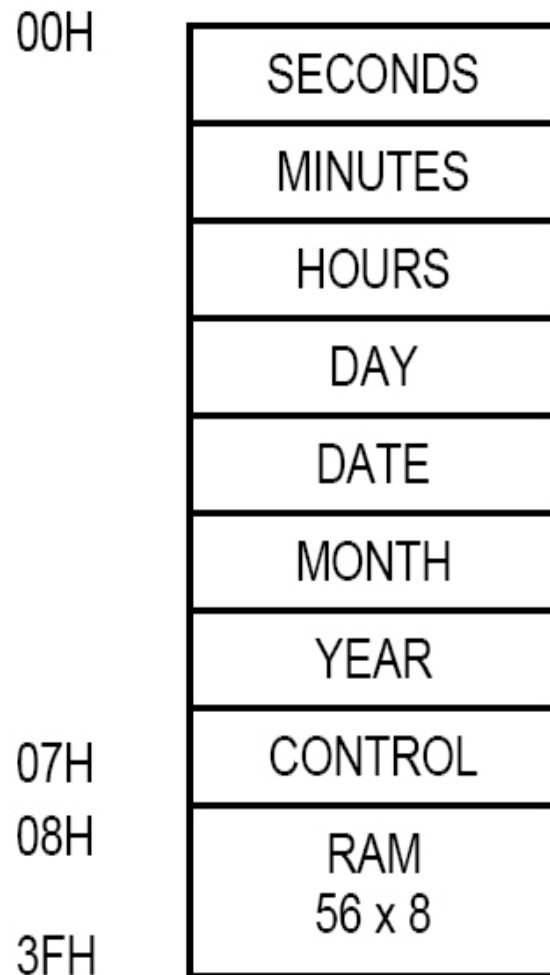 00H
SECONDS
MINUTES
HOURS
DAY
DATE
MONTH
YEAR
07H
CONTROL
08H
RAM
56 x 8
3FH